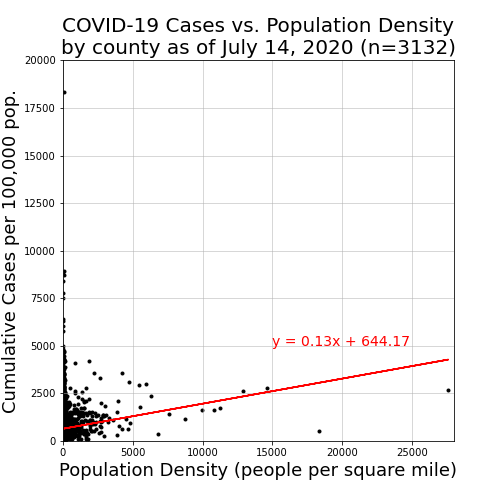 COVID-19 Cases vs. Population Density
by county as of July 14, 2020 (n=3132)
Cumulative Cases per 100,000 pop.
20000
17500
15000
12500
10000
7500
5000
2500
0
y = 0.13x + 644.17
0 5000 10000 15000 20000 25000
Population Density (people per square mile)